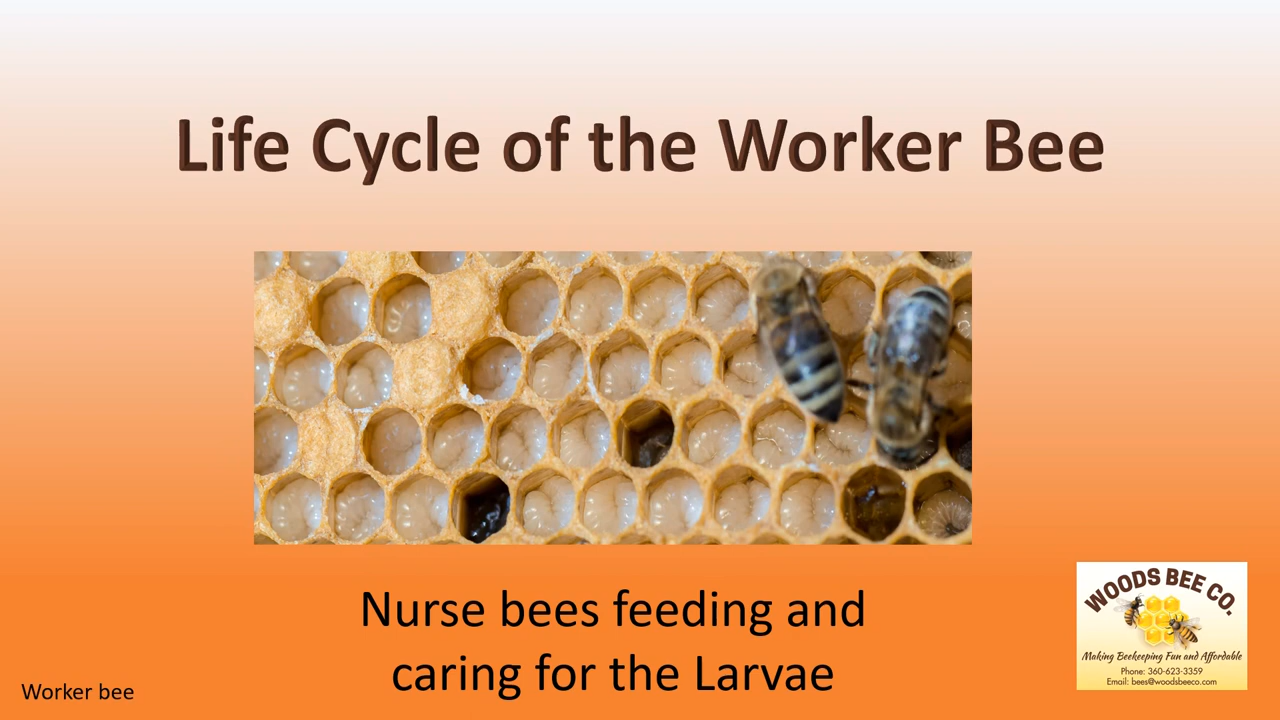 Life Cycle of the Worker Bee
Nurse bees feeding and
caring for the Larvae
Worker bee
WOODS BEE CO.
Making Beekeeping Fun and Affordable
Phone: 360-623-3359
Email: bees@woodsbeeco.com